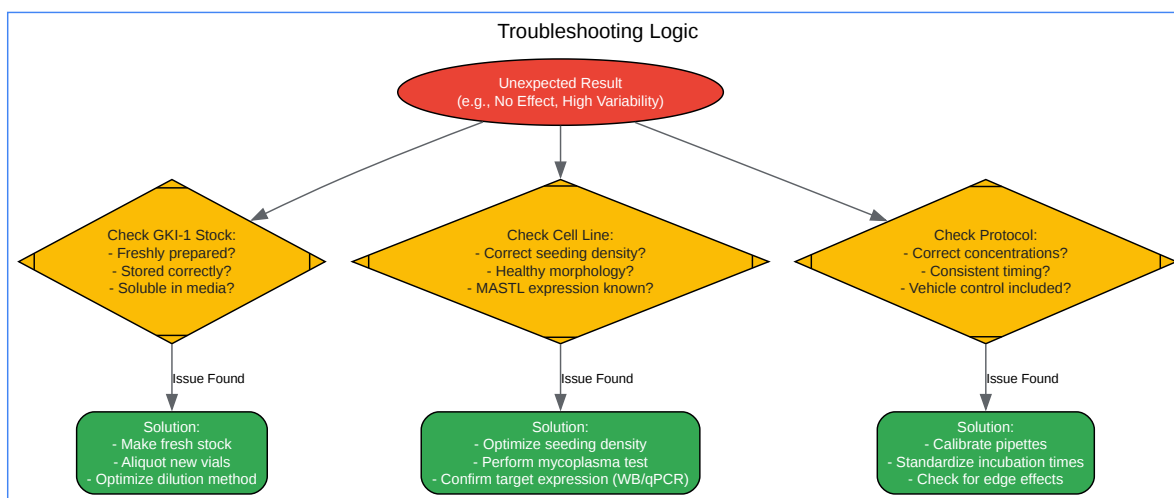 Troubleshooting Logic
Unexpected Result
(e.g., No Effect, High Variability)
Check GKI-1 Stock:
- Freshly prepared?
- Stored correctly?
- Soluble in media?
Check Cell Line:
- Correct seeding density?
- Healthy morphology?
- MASTL expression known?
Check Protocol:
- Correct concentrations?
- Consistent timing?
- Vehicle control included?
Issue Found
Issue Found
Issue Found
Solution:
- Make fresh stock
- Aliquot new vials
- Optimize dilution method
Solution:
- Optimize seeding density
- Perform mycoplasma test
- Confirm target expression (WB/qPCR)
Solution:
- Calibrate pipettes
- Standardize incubation times
- Check for edge effects